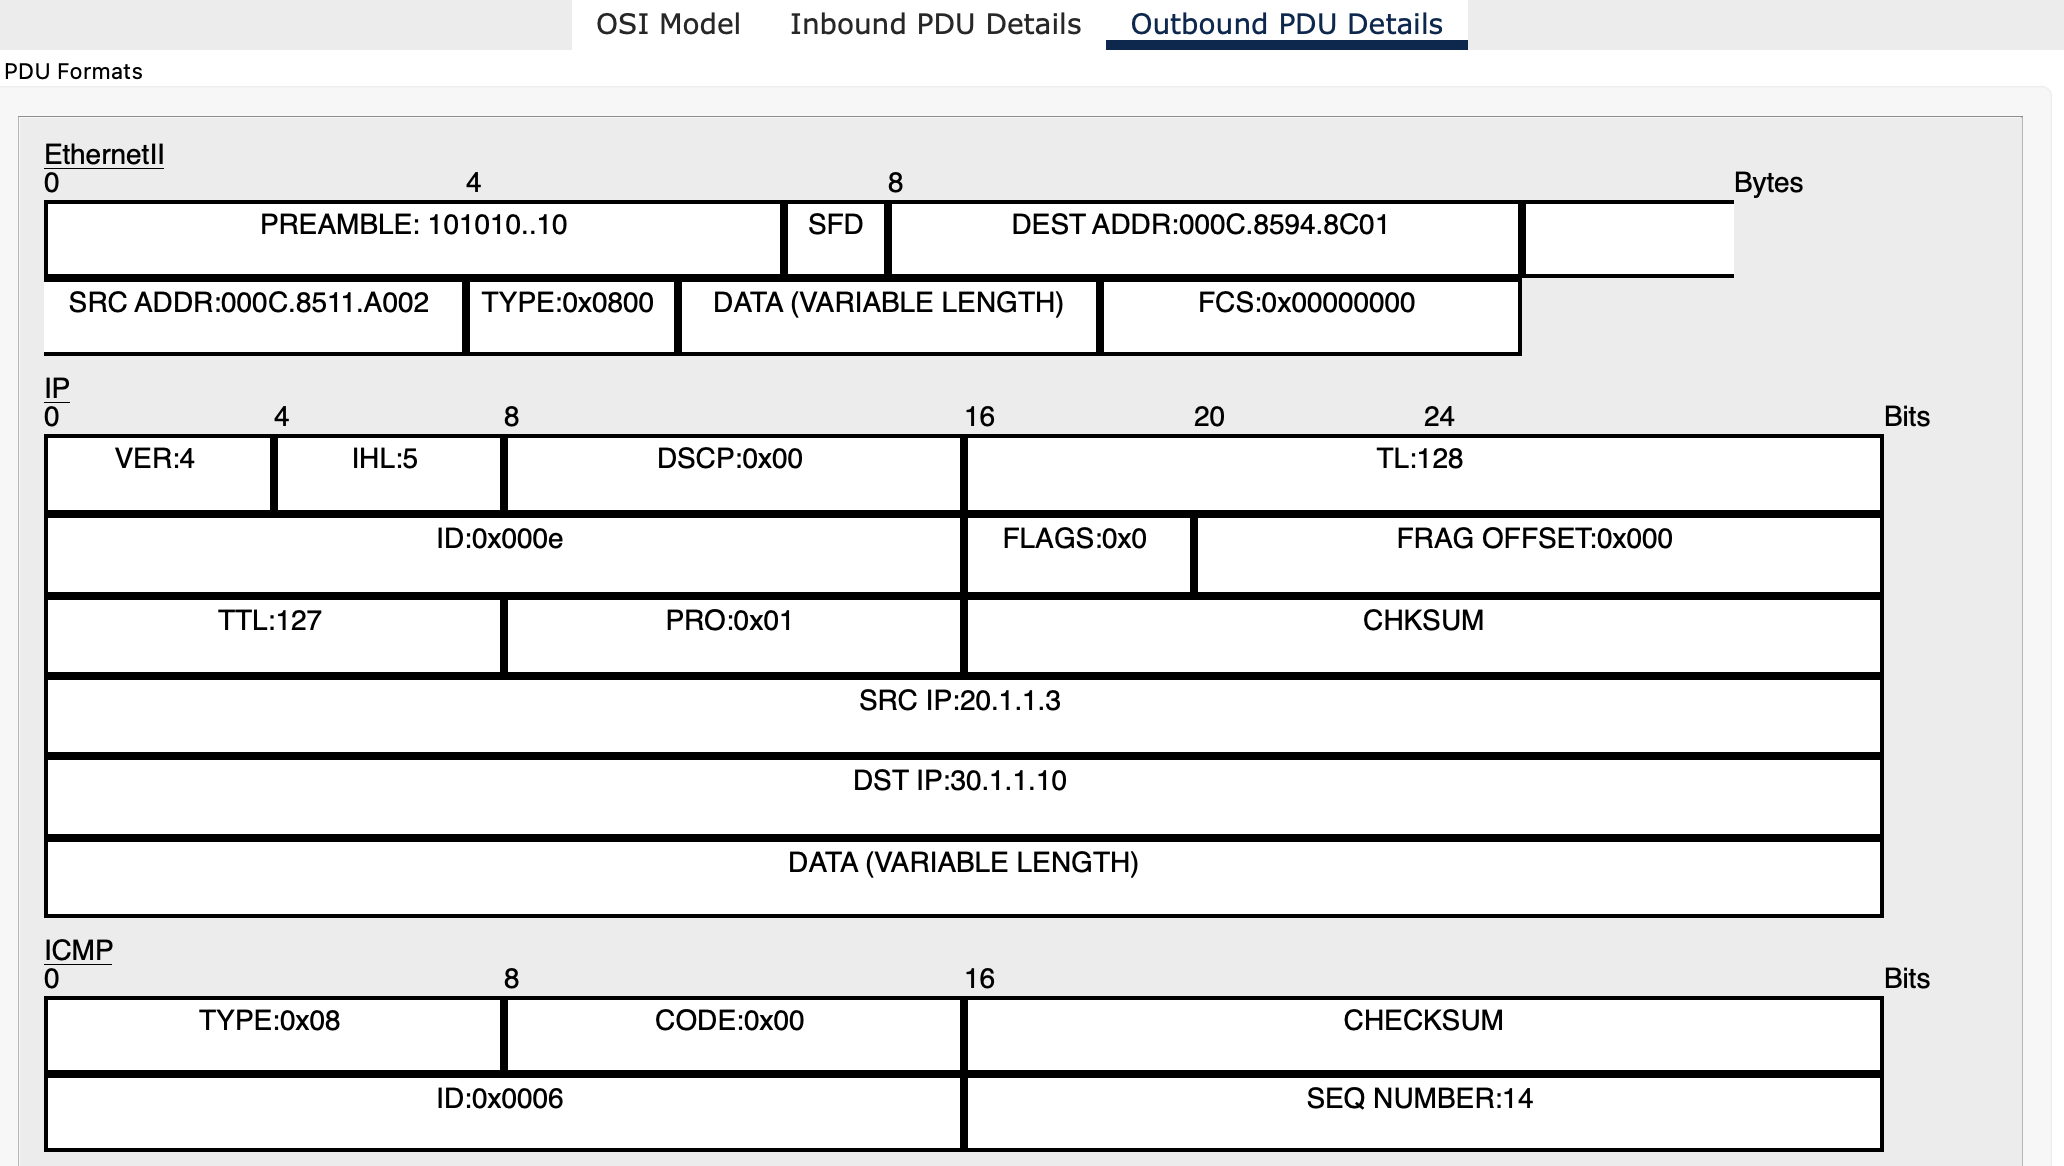 OSI Model Inbound PDU Details Outbound PDU Details
PDU Formats
EthernetII
0 4 8 Bytes
PREAMBLE: 101010..10 SFD DEST ADDR:000C.8594.8C01
SRC ADDR:000C.8511.A002 TYPE:0x0800 DATA (VARIABLE LENGTH) FCS:0x00000000
IP
0 4 8 16 20 24 Bits
VER:4 IHL:5 DSCP:0x00 TL:128
ID:0x000e FLAGS:0x0 FRAG OFFSET:0x000
TTL:127 PRO:0x01 CHKSUM
SRC IP:20.1.1.3
DST IP:30.1.1.10
DATA (VARIABLE LENGTH)
ICMP
0 8 16 Bits
TYPE:0x08 CODE:0x00 CHECKSUM
ID:0x0006 SEQ NUMBER:14